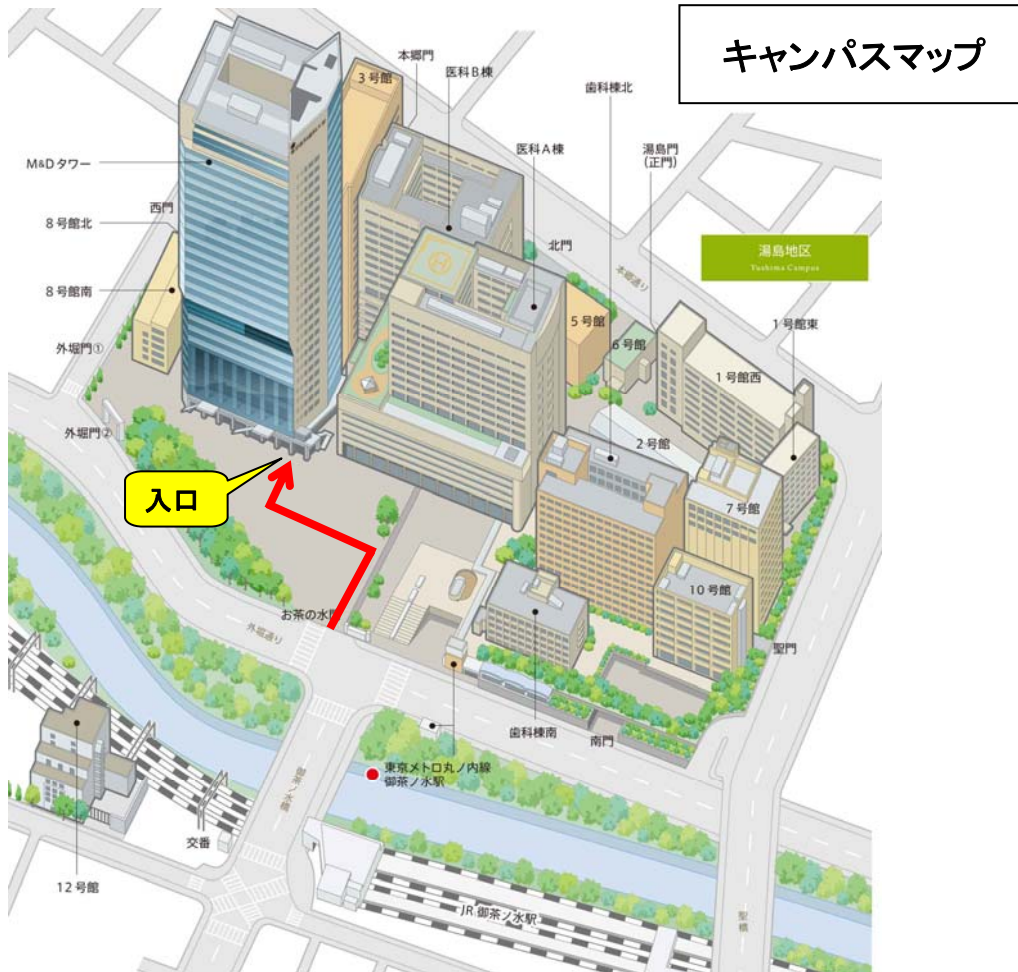 キャンパスマップ
本郷門
3号館
医科B棟
歯科棟北
医科A棟
湯島門
(正門)
M&Dタワー
西門
8号館北
北門
湯島地区
Yushima Campus
本郷通り
8号館南
5号館
1号館東
6号館
外堀門①
1号館西
外堀門②
2号館
入口
7号館
10号館
お茶の水門
外堀通り
聖門
歯科棟南
南門
東京メトロ丸ノ内線
御茶ノ水駅
御茶ノ水橋
交番
12号館
JR 御茶ノ水駅
聖橋